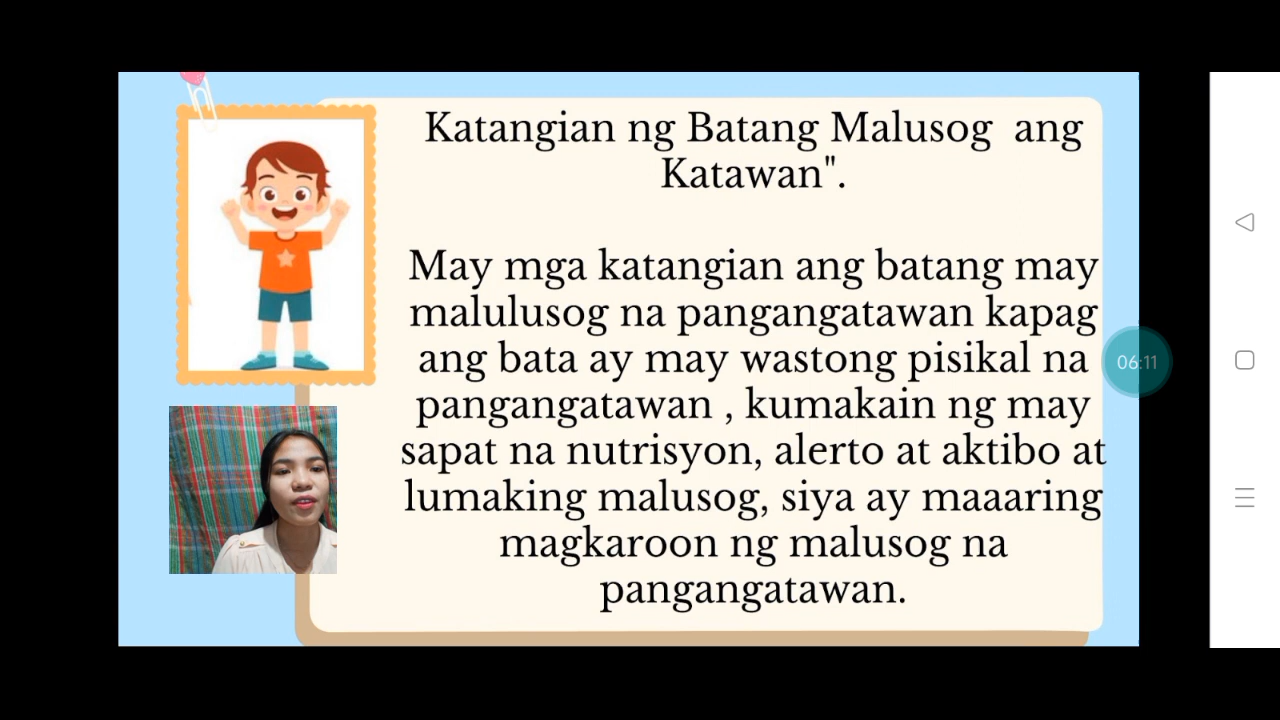 Katangian ng Batang Malusog  ang
Katawan".
May mga katangian ang batang may
malulusog na pangangatawan kapag
ang bata ay may wastong pisikal na
pangangatawan , kumakain ng may
sapat na nutrisyon, alerto at aktibo at
lumaking malusog, siya ay maaaring
magkaroon ng malusog na
pangangatawan.
06:11